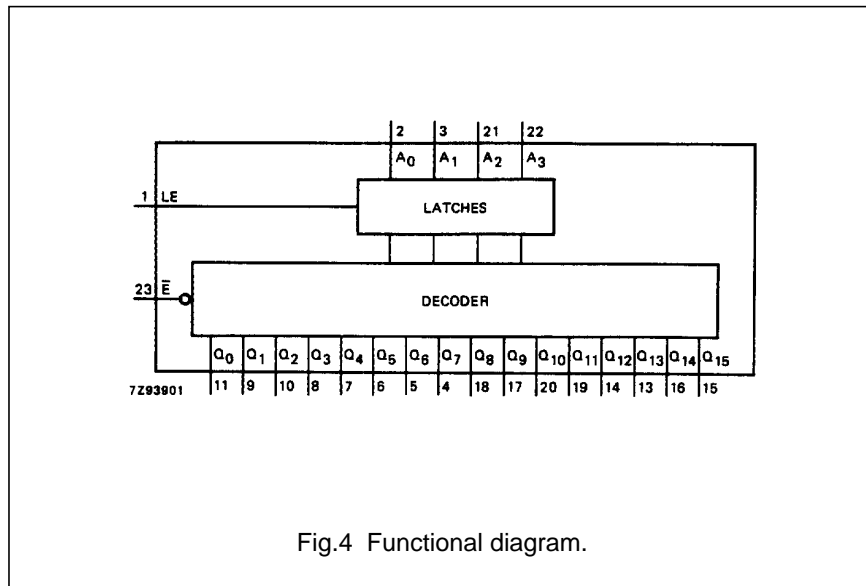 2 3 21 22
A0 A1 A2 A3
1 LE
LATCHES
23 E̅
DECODER
Q0 Q1 Q2 Q3 Q4 Q5 Q6 Q7 Q8 Q9 Q10 Q11 Q12 Q13 Q14 Q15
7Z93901 11 9 10 8 7 6 5 4 18 17 20 19 14 13 16 15
Fig.4 Functional diagram.